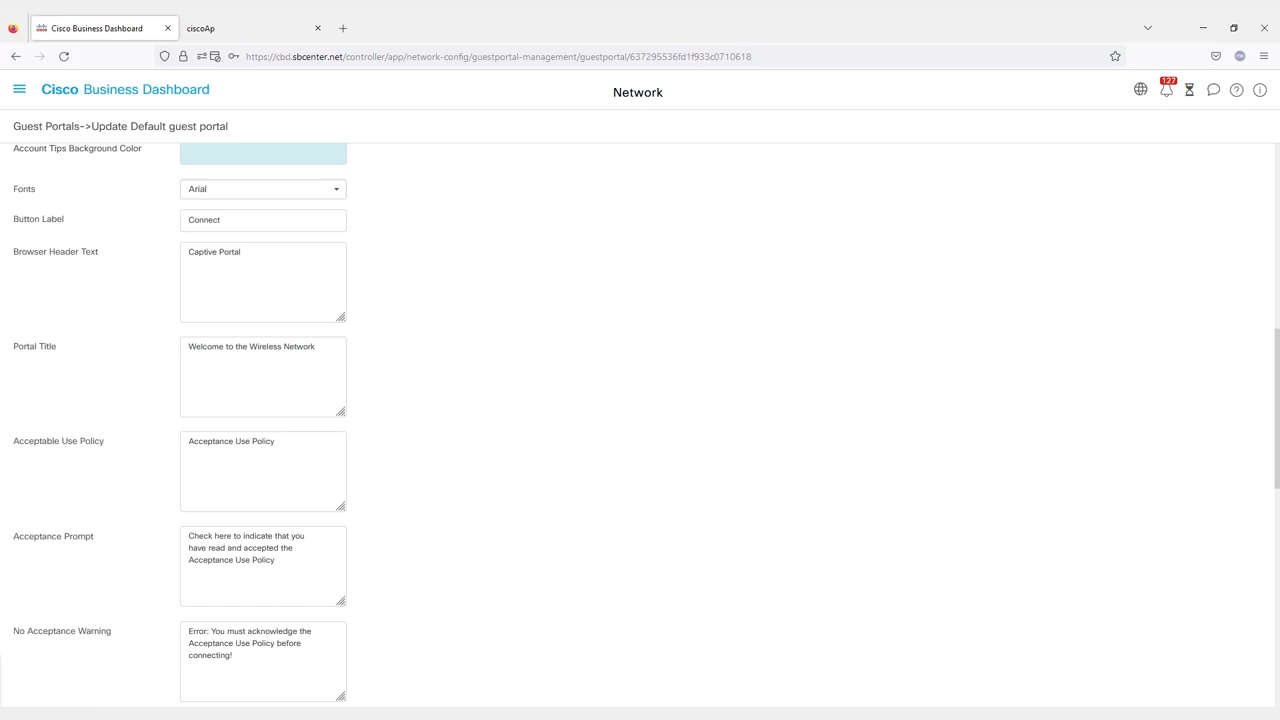 Cisco Business Dashboard
ciscoAp
https://cbd.sbcenter.net/controller/app/network-config/guestportal-management/guestportal/637295536fd1f933c0710618
Cisco Business Dashboard
Network
127
Guest Portals->Update Default guest portal
Account Tips Background Color
Fonts
Arial
Button Label
Connect
Browser Header Text
Captive Portal
Portal Title
Welcome to the Wireless Network
Acceptable Use Policy
Acceptance Use Policy
Acceptance Prompt
Check here to indicate that you
have read and accepted the
Acceptance Use Policy
No Acceptance Warning
Error: You must acknowledge the
Acceptance Use Policy before
connecting!